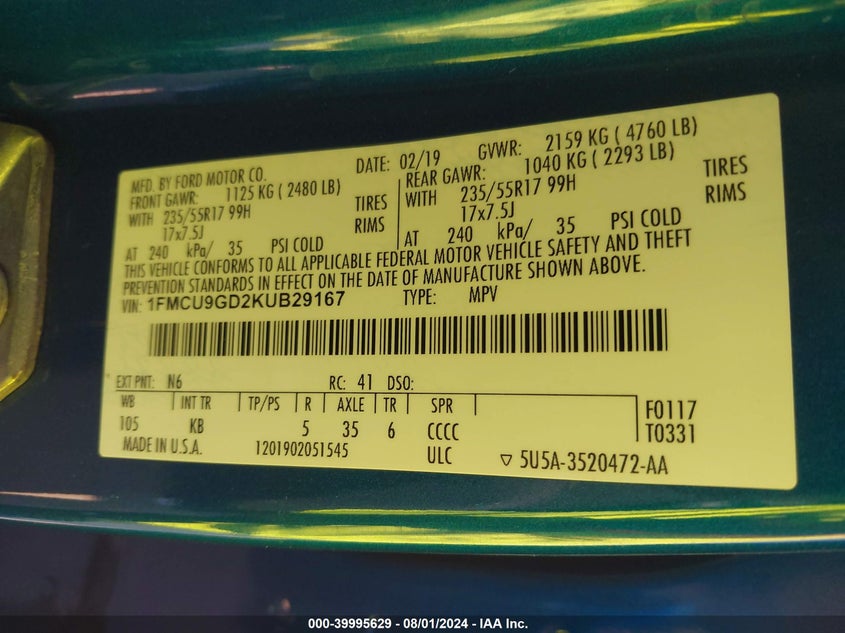 MFD. BY FORD MOTOR CO. DATE: 02/19 GVWR: 2159 KG ( 4760 LB)
FRONT GAWR: 1125 KG ( 2480 LB) REAR GAWR: 1040 KG ( 2293 LB)
WITH 235/55R17 99H TIRES WITH 235/55R17 99H TIRES
17x7.5J RIMS 17x7.5J RIMS
AT 240 kPa/ 35 PSI COLD AT 240 kPa/ 35 PSI COLD
THIS VEHICLE CONFORMS TO ALL APPLICABLE FEDERAL MOTOR VEHICLE SAFETY AND THEFT
PREVENTION STANDARDS IN EFFECT ON THE DATE OF MANUFACTURE SHOWN ABOVE.
VIN: 1FMCU9GD2KUB29167 TYPE: MPV
EXT PNT: N6 RC: 41 DSO:
WB INT TR TP/PS R AXLE TR SPR F0117
105 KB 5 35 6 CCCC T0331
MADE IN U.S.A. 1201902051545 ULC ▽ 5U5A-3520472-AA
000-39995629 - 08/01/2024 - IAA Inc.